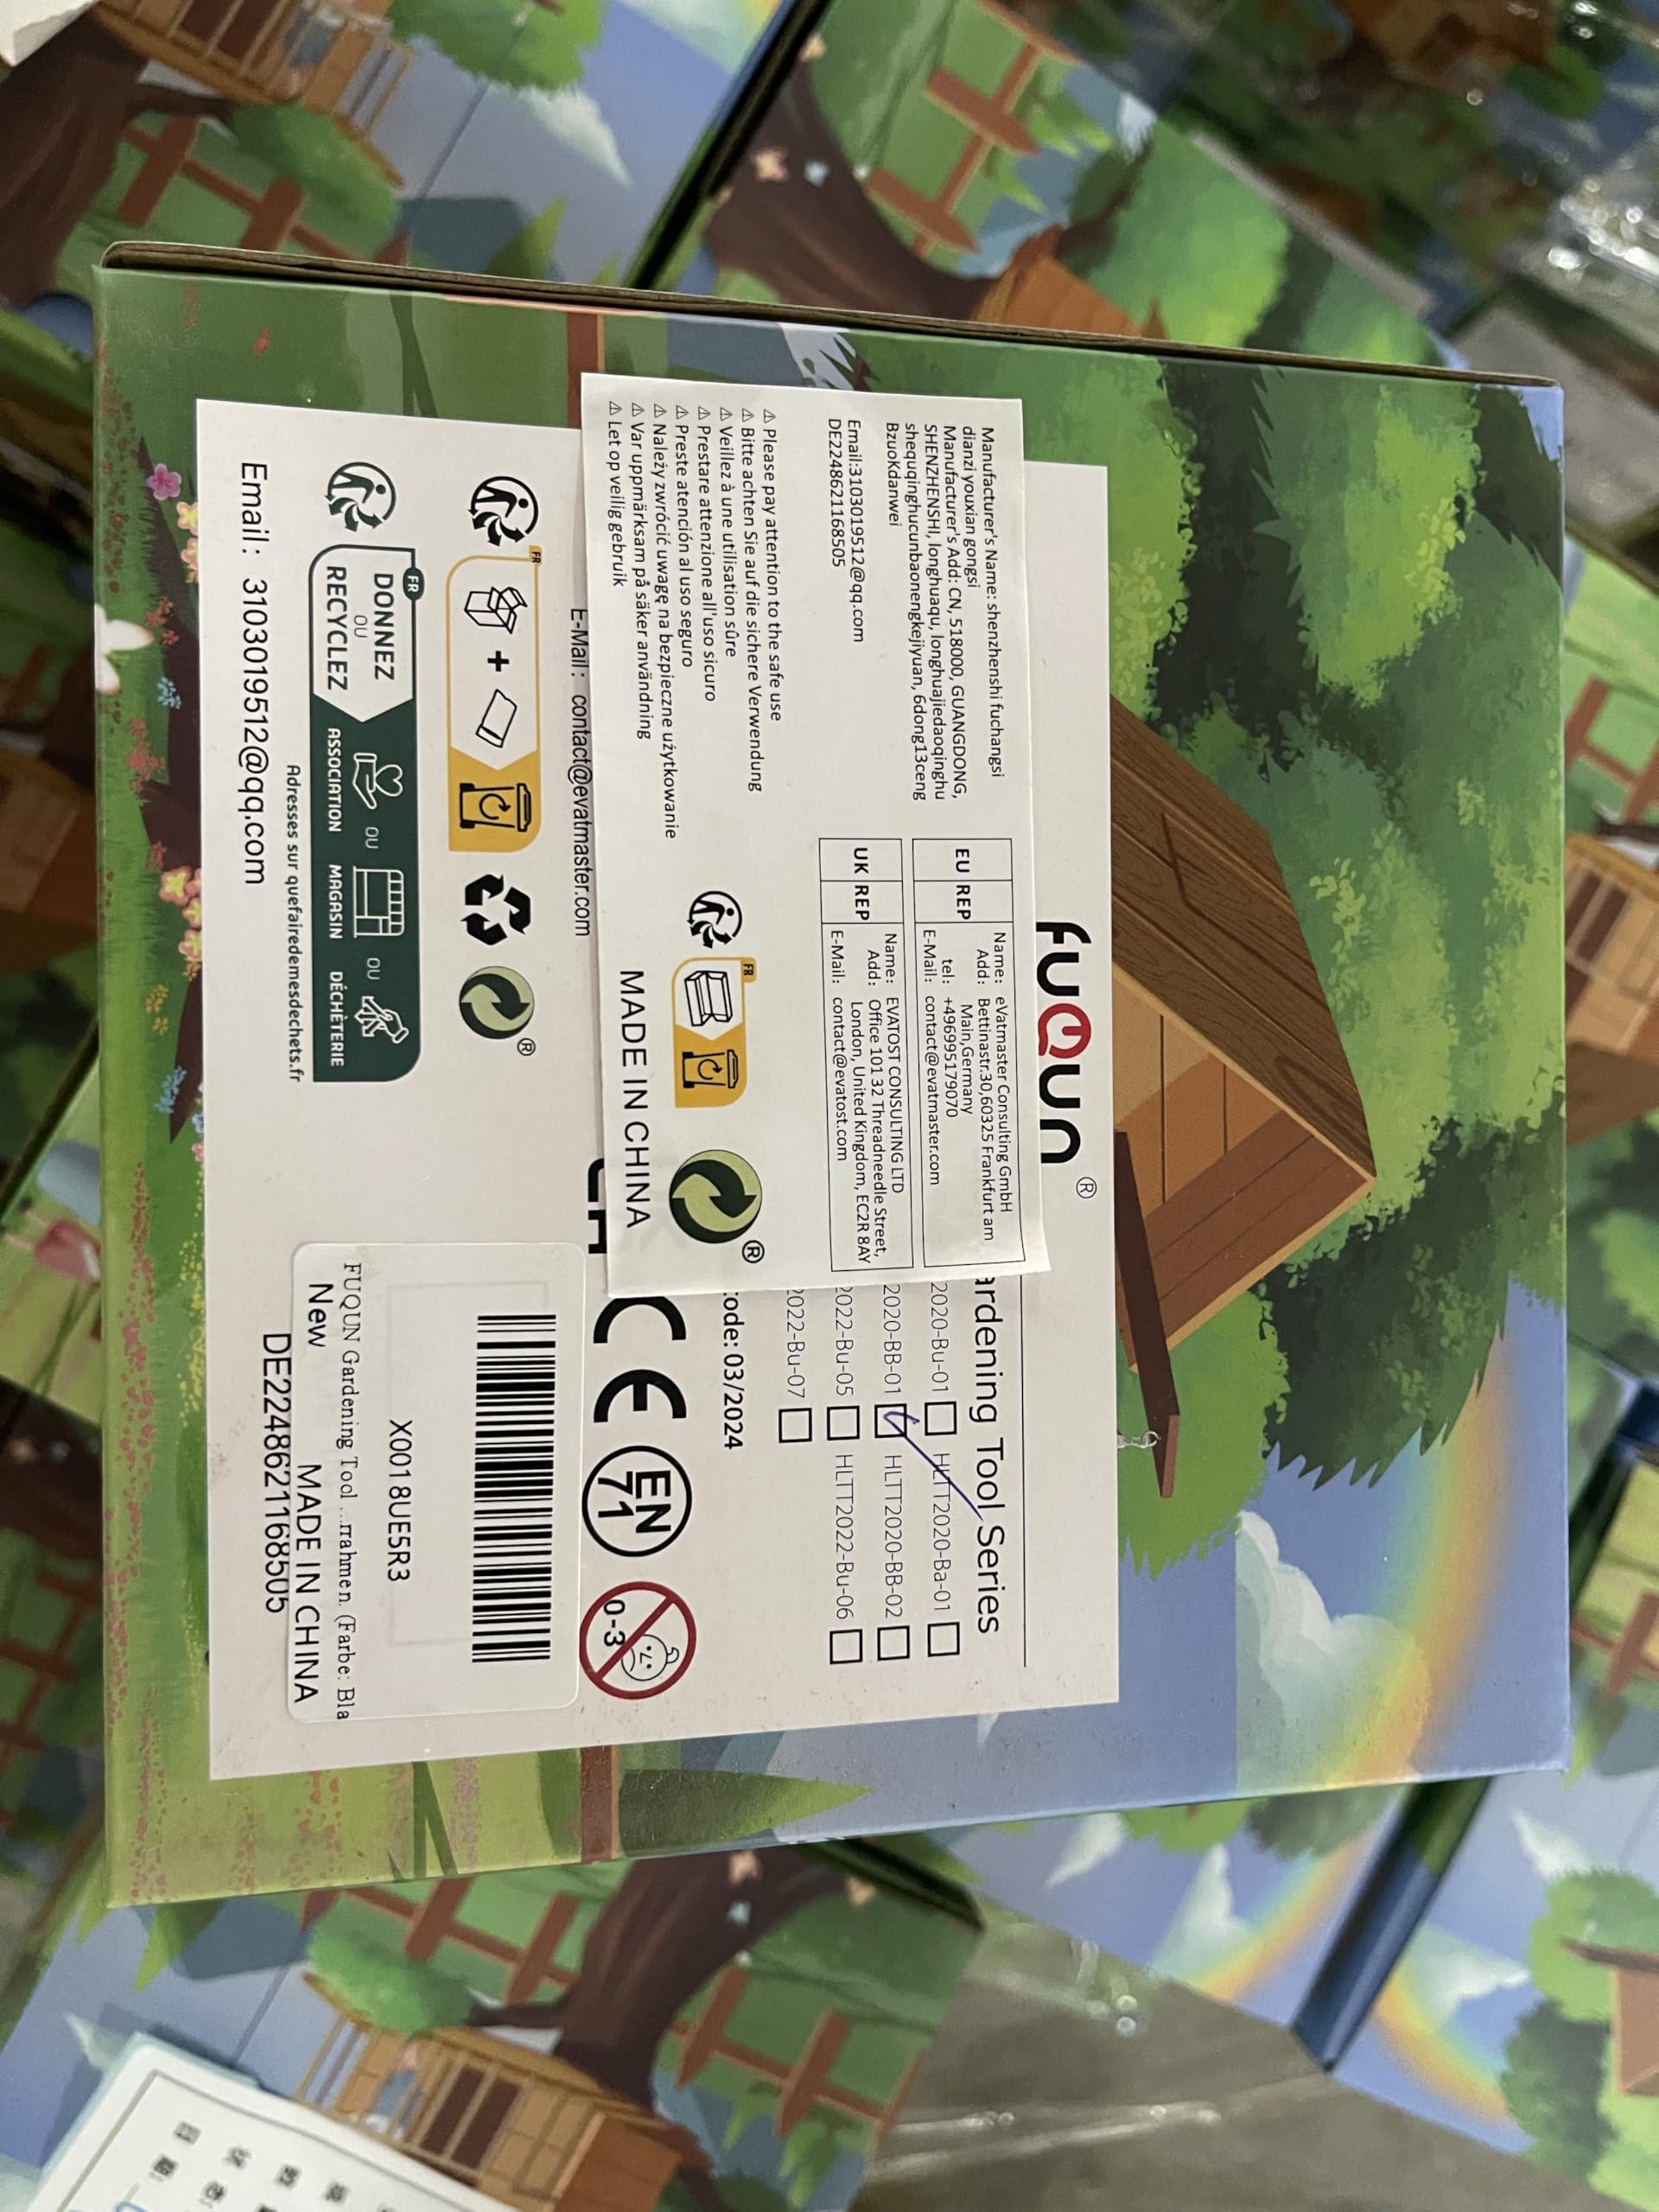 fuQun ®
ardening Tool Series
2020-Bu-01 HLTT2020-Ba-01
2020-BB-01 HLTT2020-BB-02
2022-Bu-05 HLTT2022-Bu-06
2022-Bu-07
ode: 03/2024
Manufacturer's Name: shenzhenshi fuchangsi
dianzi youxian gongsi
Manufacturer's Add: CN, 518000, GUANGDONG,
SHENZHENSHI, longhuaqu, longhuajiedaoqinghu
shequqinghucunbaonengkejiyuan, 6dong13ceng
BzuoKdanwei
Email:3103019512@qq.com
DE2248621168505
EU REP
Name: eVatmaster Consulting GmbH
Add: Bettinastr.30,60325 Frankfurt am
Main,Germany
tel: +496995179070
E-Mail: contact@evatmaster.com
UK REP
Name: EVATOST CONSULTING LTD
Add: Office 101 32 Threadneedle Street,
London, United Kingdom, EC2R 8AY
E-Mail: contact@evatost.com
⚠ Please pay attention to the safe use
⚠ Bitte achten Sie auf die sichere Verwendung
⚠ Veillez à une utilisation sûre
⚠ Prestare attenzione all'uso sicuro
⚠ Preste atención al uso seguro
⚠ Należy zwrócić uwagę na bezpieczne użytkowanie
⚠ Var uppmärksam på säker användning
⚠ Let op veilig gebruik
FR
®
MADE IN CHINA
E-Mail: contact@evatmaster.com
CE
EN
71
0-3
FR
+
®
FR
DONNEZ
OU
RECYCLEZ
ASSOCIATION OU MAGASIN OU DÉCHÈTERIE
Adresses sur quefairedemesdechets.fr
Email: 3103019512@qq.com
X0018UE5R3
FUQUN Gardening Tool ...rrahmen. (Farbe: Bla
New
MADE IN CHINA
DE2248621168505